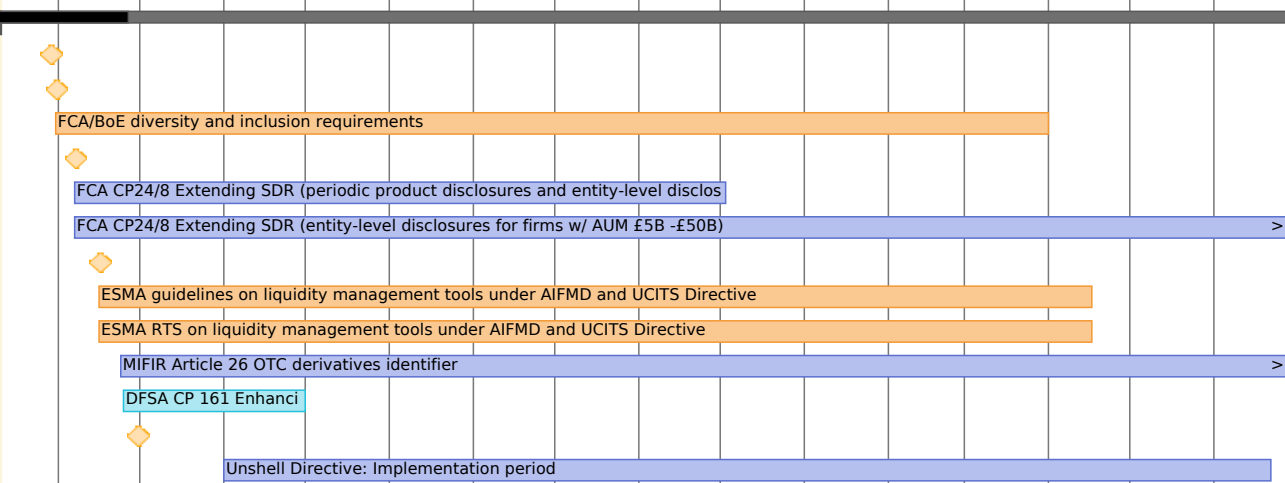 FCA/BoE diversity and inclusion requirements
FCA CP24/8 Extending SDR (periodic product disclosures and entity-level disclos
FCA CP24/8 Extending SDR (entity-level disclosures for firms w/ AUM £5B -£50B) >
ESMA guidelines on liquidity management tools under AIFMD and UCITS Directive
ESMA RTS on liquidity management tools under AIFMD and UCITS Directive
MIFIR Article 26 OTC derivatives identifier >
DFSA CP 161 Enhanci
Unshell Directive: Implementation period